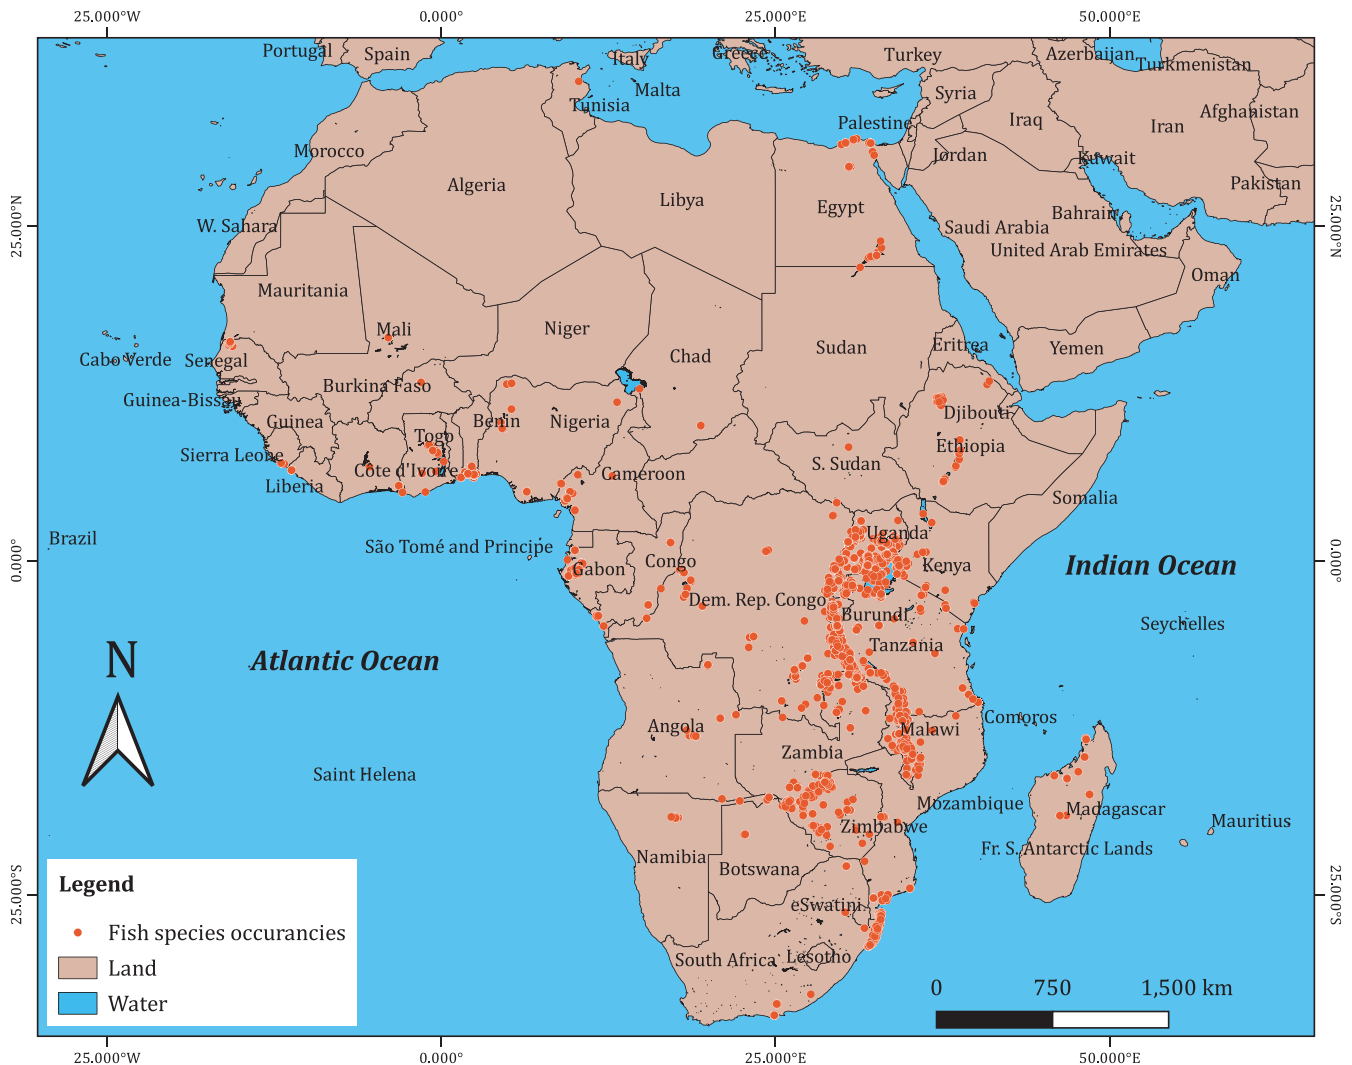 25.000°W
0.000°
25.000°E
50.000°E
Portugal
Spain
Italy
Greece
Turkey
Azerbaijan
Turkmenistan
Malta
Tunisia
Syria
Afghanistan
Palestine
Iraq
Iran
Morocco
Jordan
Kuwait
Algeria
Pakistan
Libya
Egypt
Bahrain
25.000°N
25.000°N
W. Sahara
Saudi Arabia
United Arab Emirates
Oman
Mauritania
Mali
Niger
Sudan
Eritrea
Yemen
Cabo Verde
Senegal
Chad
Burkina Faso
Guinea-Bissau
Djibouti
Guinea
Benin
Nigeria
Togo
Ethiopia
Sierra Leone
Côte d'Ivoire
Cameroon
S. Sudan
Liberia
Somalia
Brazil
Uganda
São Tomé and Principe
0.000°
Gabon
Congo
Kenya
Indian Ocean
0.000°
Dem. Rep. Congo
Burundi
Seychelles
N
Atlantic Ocean
Tanzania
Angola
Malawi
Comoros
Zambia
Saint Helena
Mozambique
Madagascar
Mauritius
Zimbabwe
Namibia
Botswana
Fr. S. Antarctic Lands
25.000°S
eSwatini
25.000°S
South Africa
Lesotho
Legend
Fish species occurancies
Land
Water
0
750
1,500 km
25.000°W
0.000°
25.000°E
50.000°E